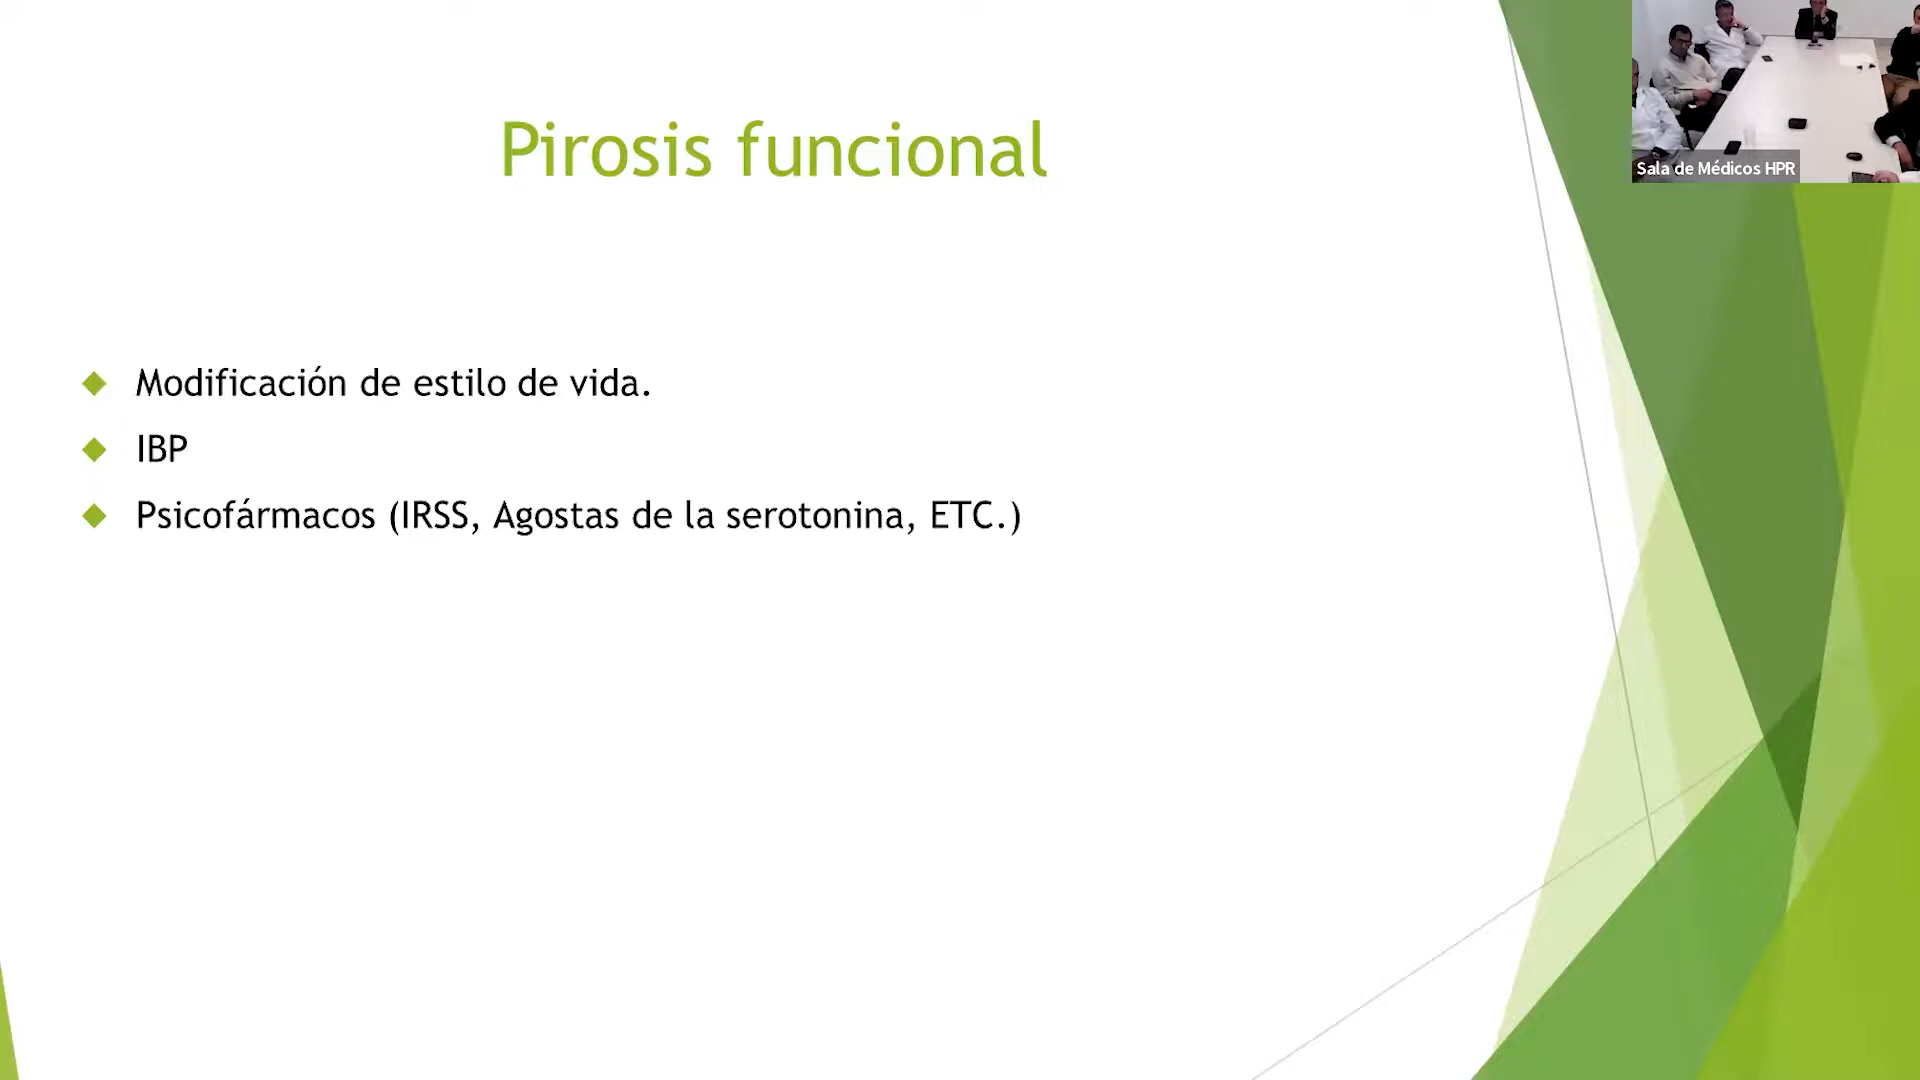 Pirosis funcional
Sala de Médicos HPR
Modificación de estilo de vida.
IBP
Psicofármacos (IRSS, Agostas de la serotonina, ETC.)